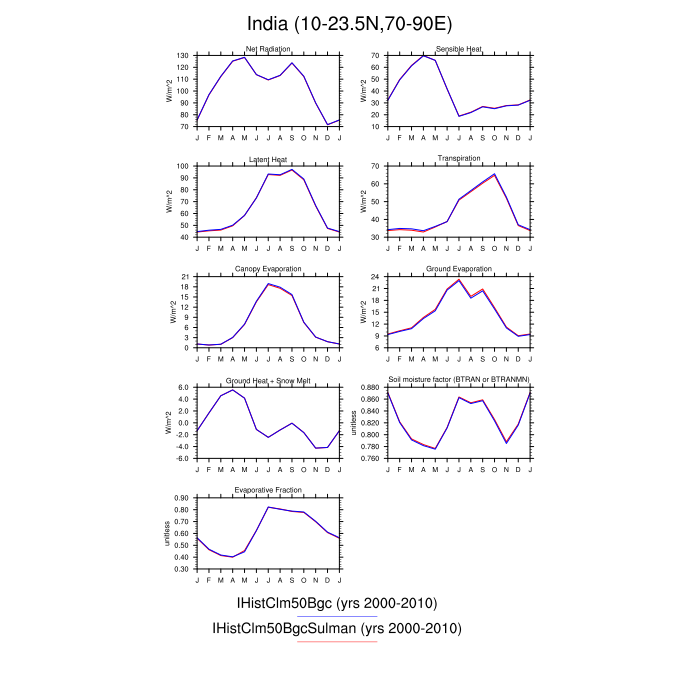 India (10-23.5N,70-90E)
Net Radiation
W/m^2
130
120
110
100
90
80
70
J F M A M J J A S O N D J
Sensible Heat
W/m^2
70
60
50
40
30
20
10
J F M A M J J A S O N D J
Latent Heat
W/m^2
100
90
80
70
60
50
40
J F M A M J J A S O N D J
Transpiration
W/m^2
70
60
50
40
30
J F M A M J J A S O N D J
Canopy Evaporation
W/m^2
21
18
15
12
9
6
3
0
J F M A M J J A S O N D J
Ground Evaporation
W/m^2
24
21
18
15
12
9
6
J F M A M J J A S O N D J
Ground Heat + Snow Melt
W/m^2
6.0
4.0
2.0
0.0
-2.0
-4.0
-6.0
J F M A M J J A S O N D J
Soil moisture factor (BTRAN or BTRANMN)
unitless
0.880
0.860
0.840
0.820
0.800
0.780
0.760
J F M A M J J A S O N D J
Evaporative Fraction
unitless
0.90
0.80
0.70
0.60
0.50
0.40
0.30
J F M A M J J A S O N D J
IHistClm50Bgc (yrs 2000-2010)
IHistClm50BgcSulman (yrs 2000-2010)